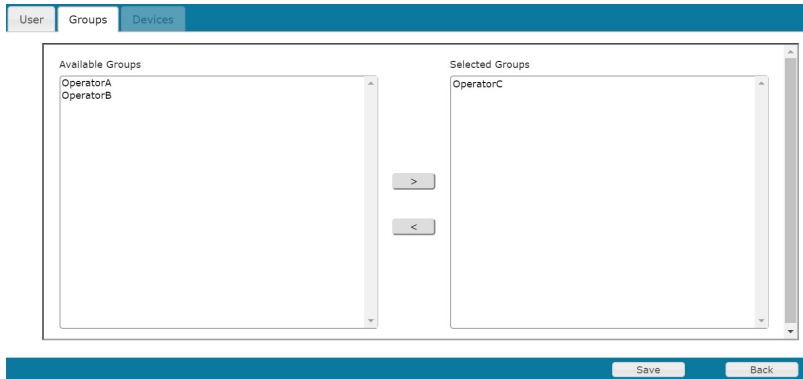 User Groups Devices
Available Groups
OperatorA
OperatorB
>
<
Selected Groups
OperatorC
Save Back